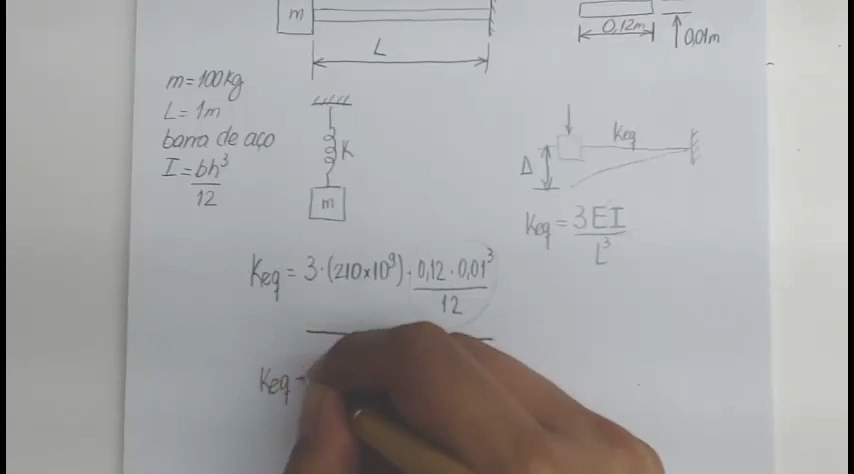 m
0,12m
0,01m
L
m=100kg
L=1m
barra de aço
I=bh³/12
K
m
Keq
Δ
Keq = 3EI/L³
Keq = 3·(210×10⁹)·0,12·0,01³/12
Keq =